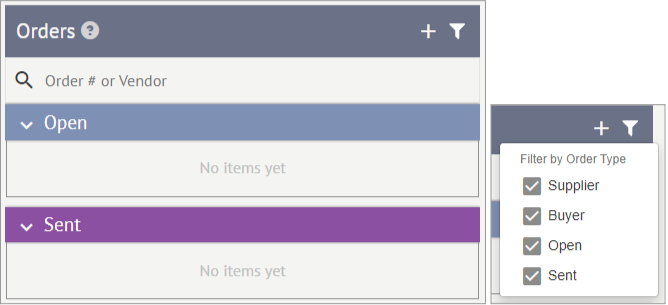 Orders ?
Order # or Vendor
Open
No items yet
Sent
No items yet
Filter by Order Type
Supplier
Buyer
Open
Sent